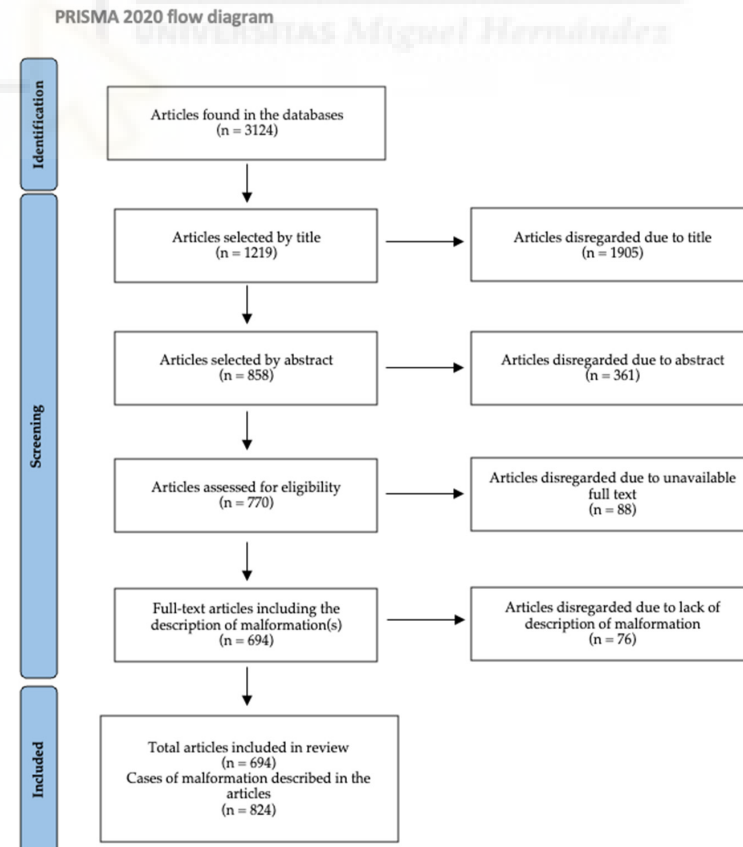 PRISMA 2020 flow diagram
UNIVERSITAS Miguel Hernández
Identification
Articles found in the databases
(n = 3124)
Screening
Articles selected by title
(n = 1219)
Articles disregarded due to title
(n = 1905)
Articles selected by abstract
(n = 858)
Articles disregarded due to abstract
(n = 361)
Articles assessed for eligibility
(n = 770)
Articles disregarded due to unavailable
full text
(n = 88)
Full-text articles including the
description of malformation(s)
(n = 694)
Articles disregarded due to lack of
description of malformation
(n = 76)
Included
Total articles included in review
(n = 694)
Cases of malformation described in the
articles
(n = 824)